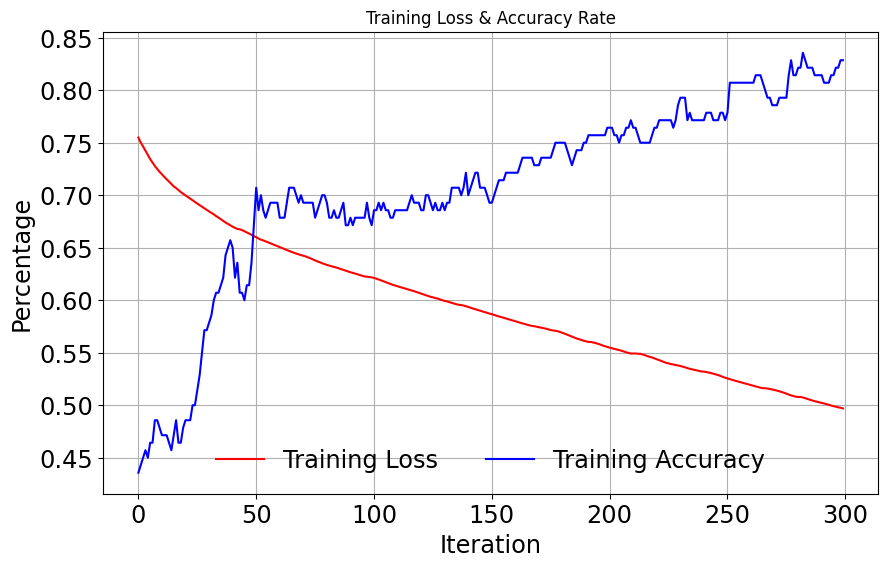 Training Loss & Accuracy Rate
0.85
0.80
0.75
0.70
0.65
0.60
0.55
0.50
0.45
Percentage
Training Loss Training Accuracy
0 50 100 150 200 250 300
Iteration